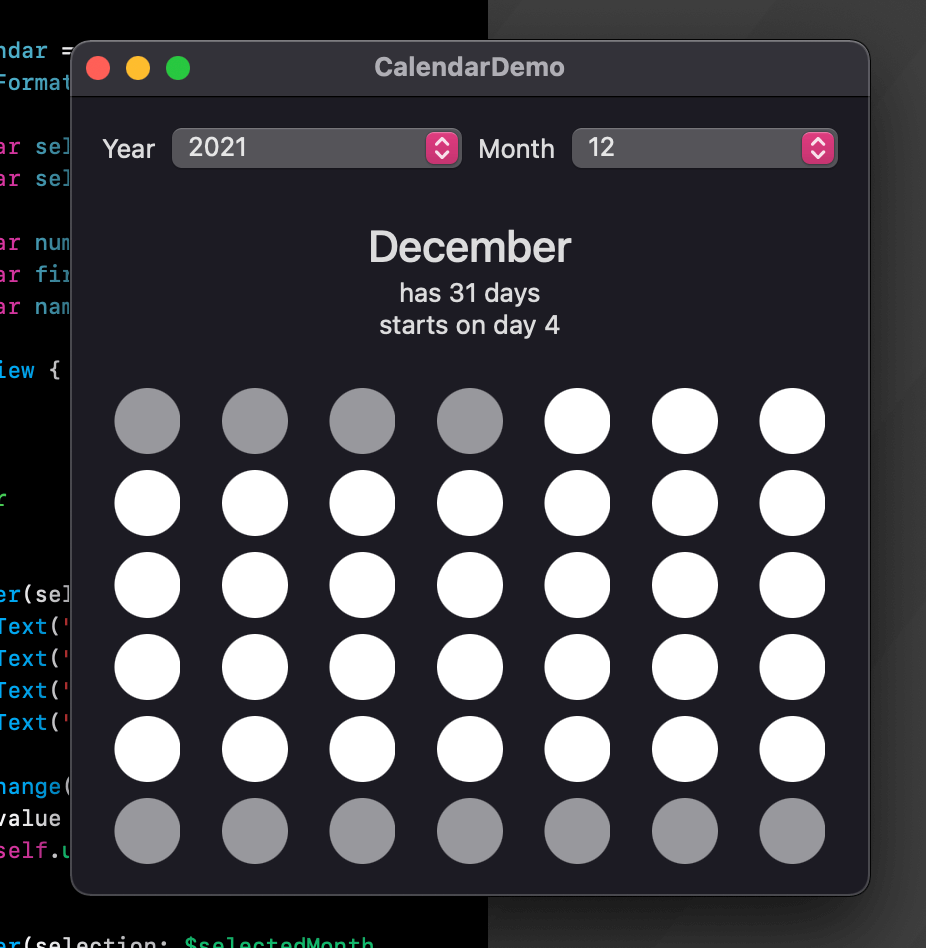 CalendarDemo
Year 2021 Month 12
December
has 31 days
starts on day 4
ndar =
Format
ar sel
ar sel
ar num
ar fir
ar nam
iew {
r
er(sel
Text("
Text("
Text("
Text("
hange(
value
self.u
er(selection: $selectedMonth